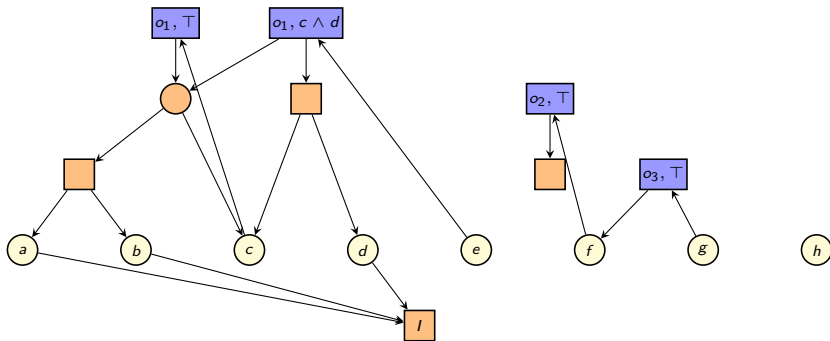 o₁, ⊤
o₁, c ∧ d
o₂, ⊤
o₃, ⊤
a
b
c
d
e
f
g
h
I